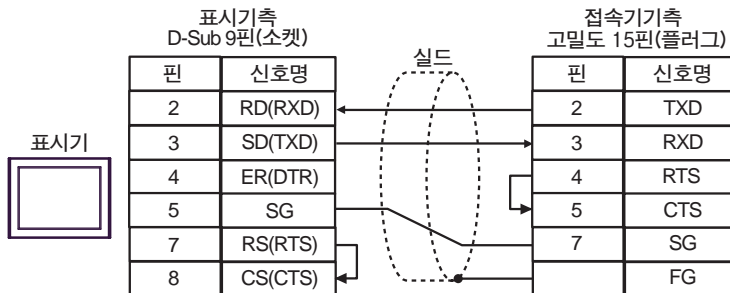 표시기측
D-Sub 9핀(소켓)
접속기기측
고밀도 15핀(플러그)
실드
핀 신호명
핀 신호명
2 RD(RXD)
2 TXD
3 SD(TXD)
3 RXD
표시기
4 ER(DTR)
4 RTS
5 SG
5 CTS
7 RS(RTS)
7 SG
8 CS(CTS)
FG